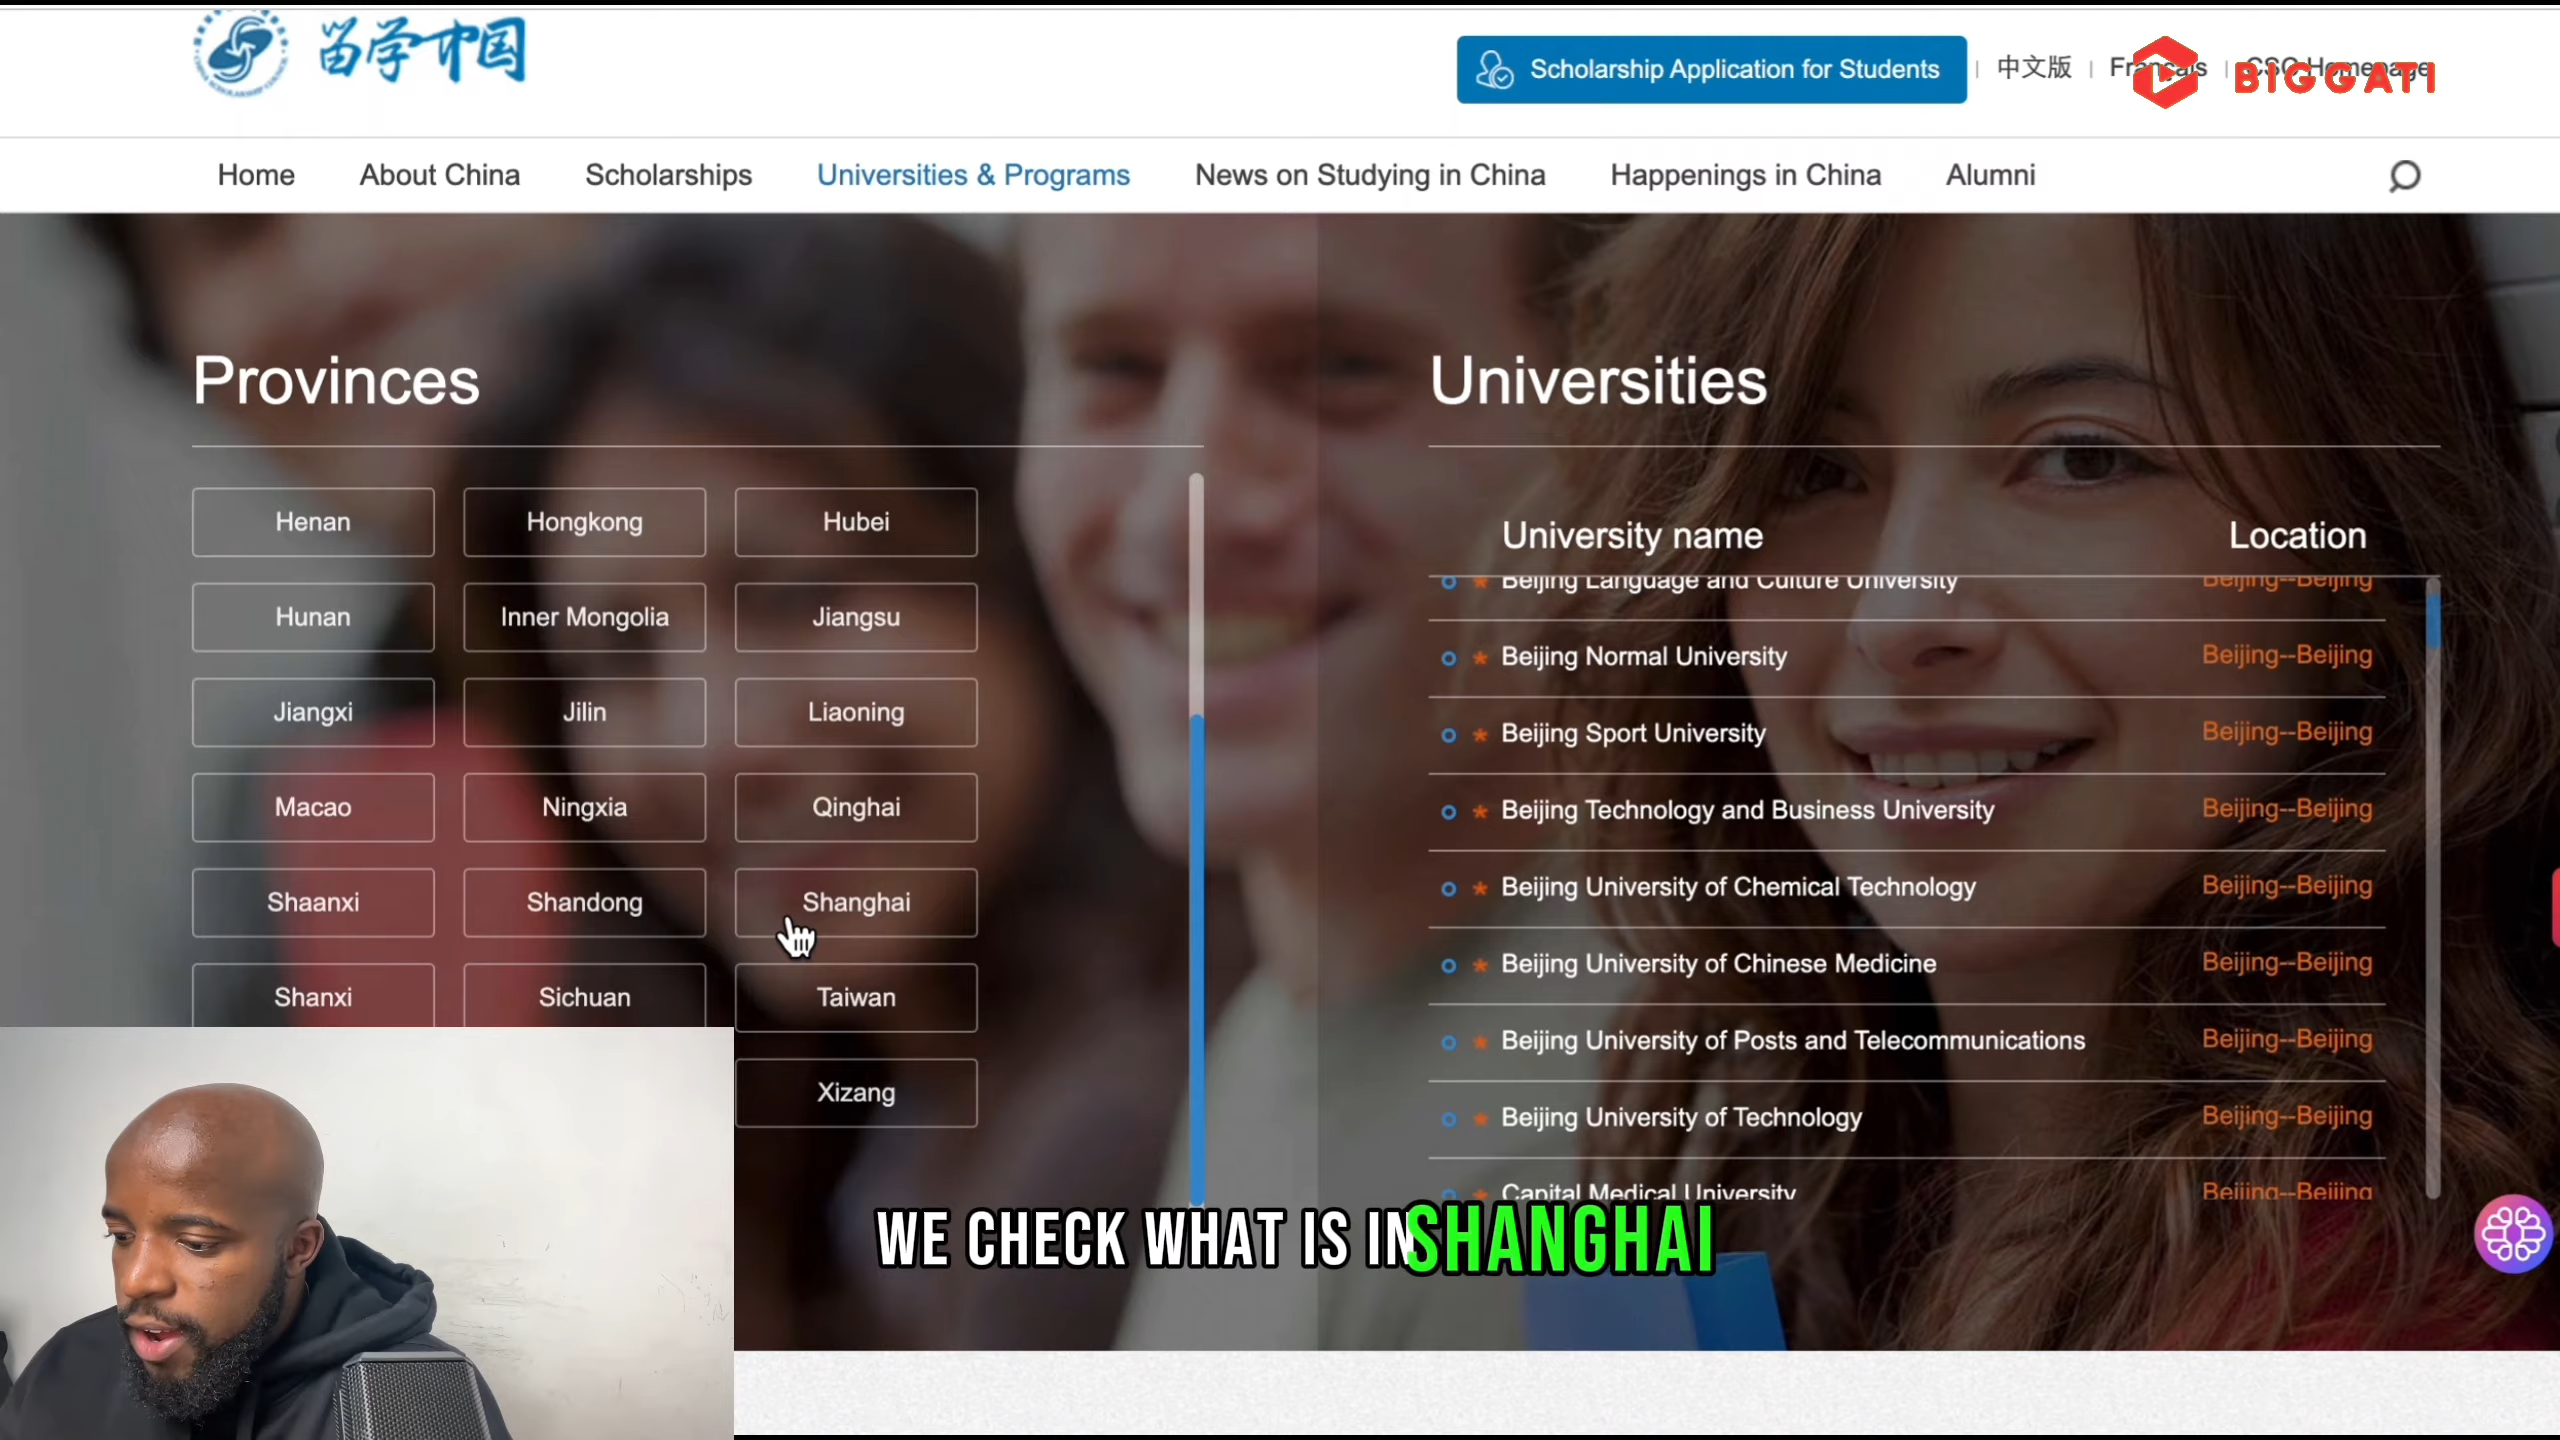 留学中国
Scholarship Application for Students
中文版
Français
CSC Homepage
BIGGATI
Home
About China
Scholarships
Universities & Programs
News on Studying in China
Happenings in China
Alumni
Provinces
Henan
Hongkong
Hubei
Hunan
Inner Mongolia
Jiangsu
Jiangxi
Jilin
Liaoning
Macao
Ningxia
Qinghai
Shaanxi
Shandong
Shanghai
Shanxi
Sichuan
Taiwan
Xizang
Universities
University name Location
* Beijing Language and Culture University Beijing--Beijing
* Beijing Normal University Beijing--Beijing
* Beijing Sport University Beijing--Beijing
* Beijing Technology and Business University Beijing--Beijing
* Beijing University of Chemical Technology Beijing--Beijing
* Beijing University of Chinese Medicine Beijing--Beijing
* Beijing University of Posts and Telecommunications Beijing--Beijing
* Beijing University of Technology Beijing--Beijing
* Capital Medical University Beijing--Beijing
WE CHECK WHAT IS IN SHANGHAI